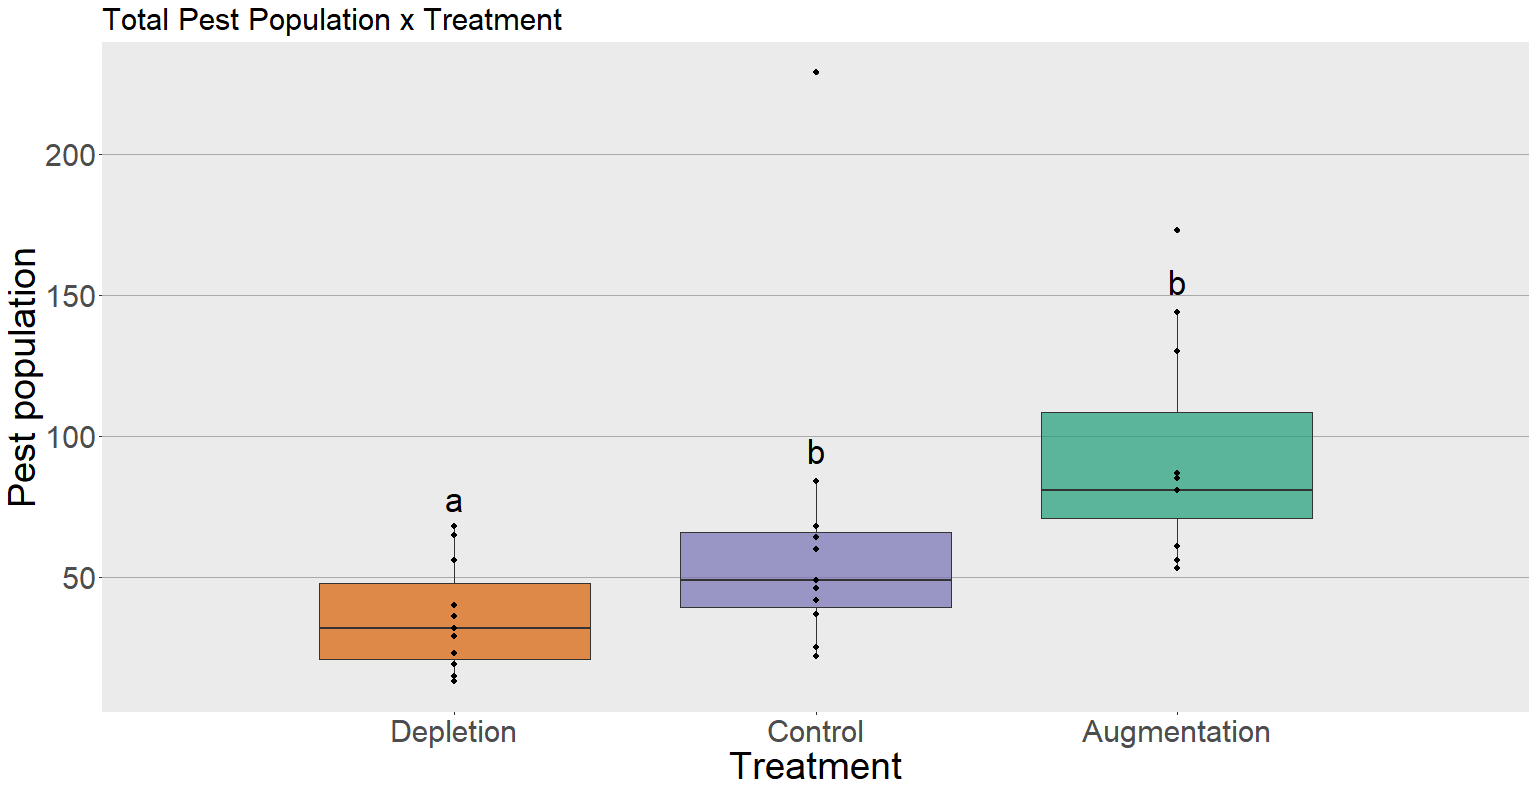 Total Pest Population x Treatment
Pest population
200
150
100
50
a
b
b
Depletion Control Augmentation
Treatment